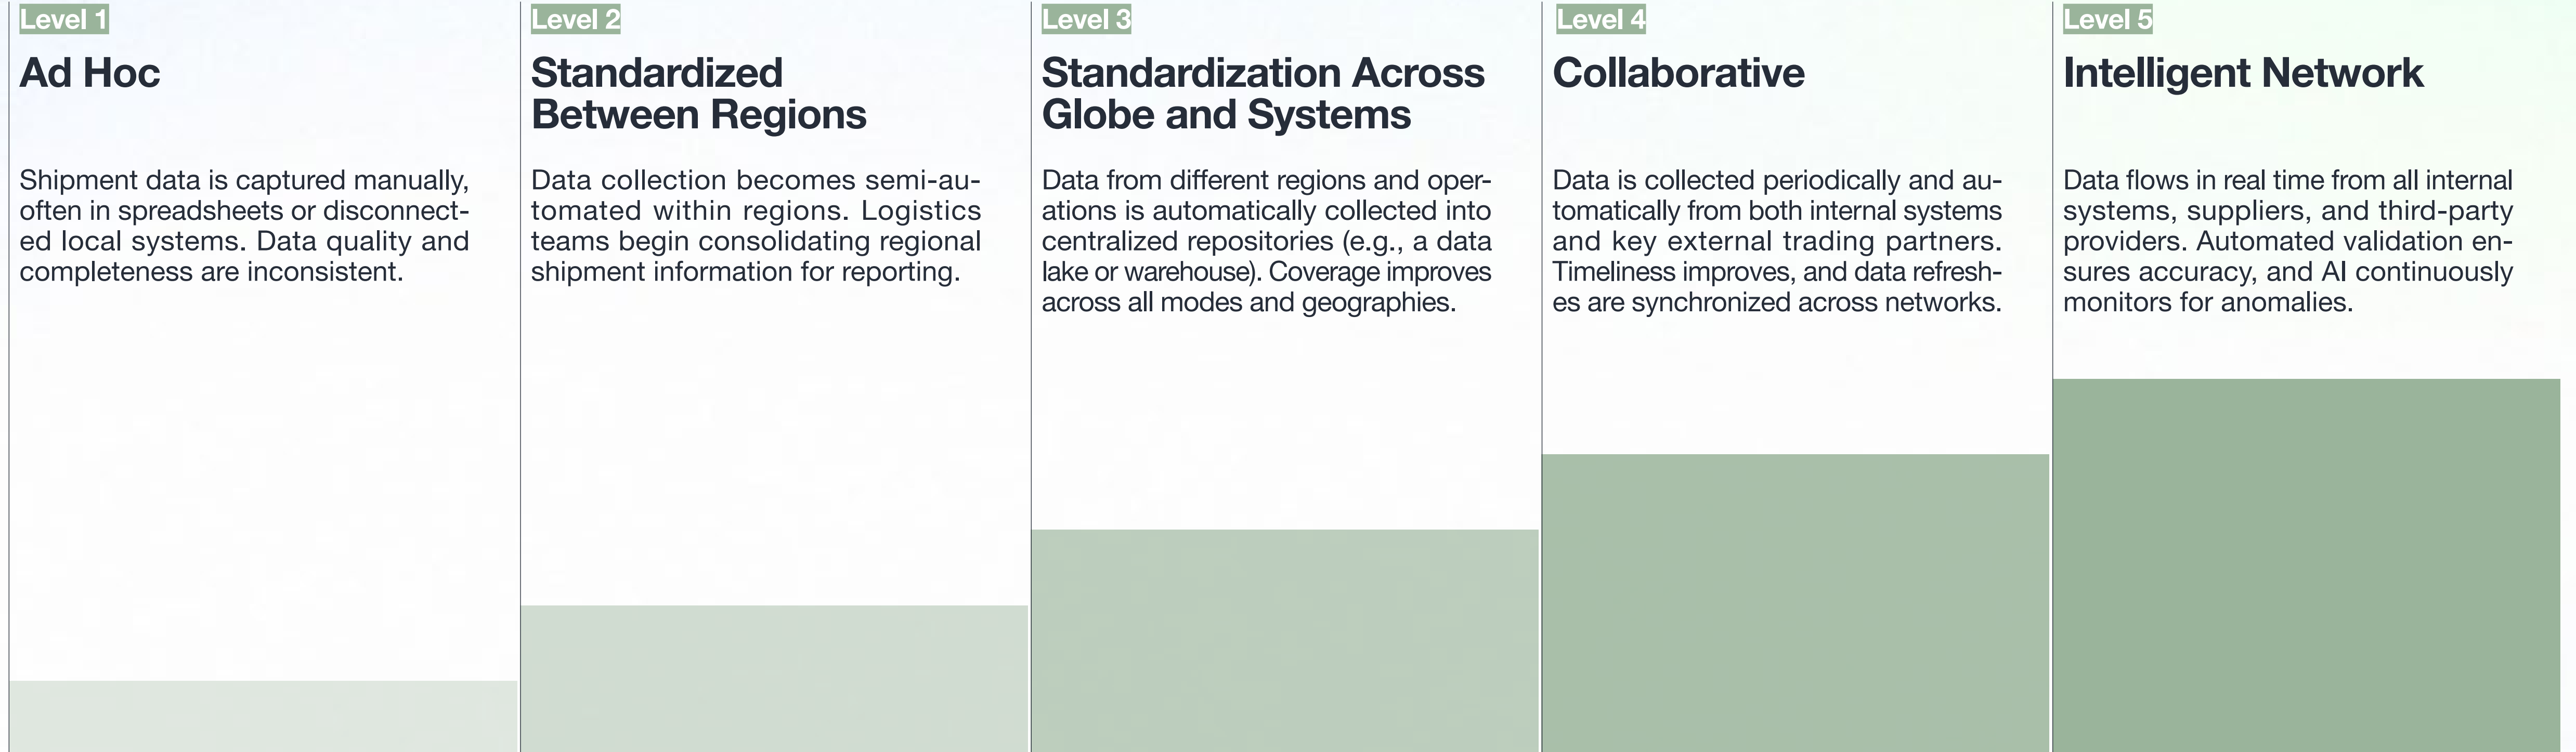 Level 1
Ad Hoc
Shipment data is captured manually,
often in spreadsheets or disconnect-
ed local systems. Data quality and
completeness are inconsistent.
Level 2
Standardized
Between Regions
Data collection becomes semi-au-
tomated within regions. Logistics
teams begin consolidating regional
shipment information for reporting.
Level 3
Standardization Across
Globe and Systems
Data from different regions and oper-
ations is automatically collected into
centralized repositories (e.g., a data
lake or warehouse). Coverage improves
across all modes and geographies.
Level 4
Collaborative
Data is collected periodically and au-
tomatically from both internal systems
and key external trading partners.
Timeliness improves, and data refresh-
es are synchronized across networks.
Level 5
Intelligent Network
Data flows in real time from all internal
systems, suppliers, and third-party
providers. Automated validation en-
sures accuracy, and AI continuously
monitors for anomalies.